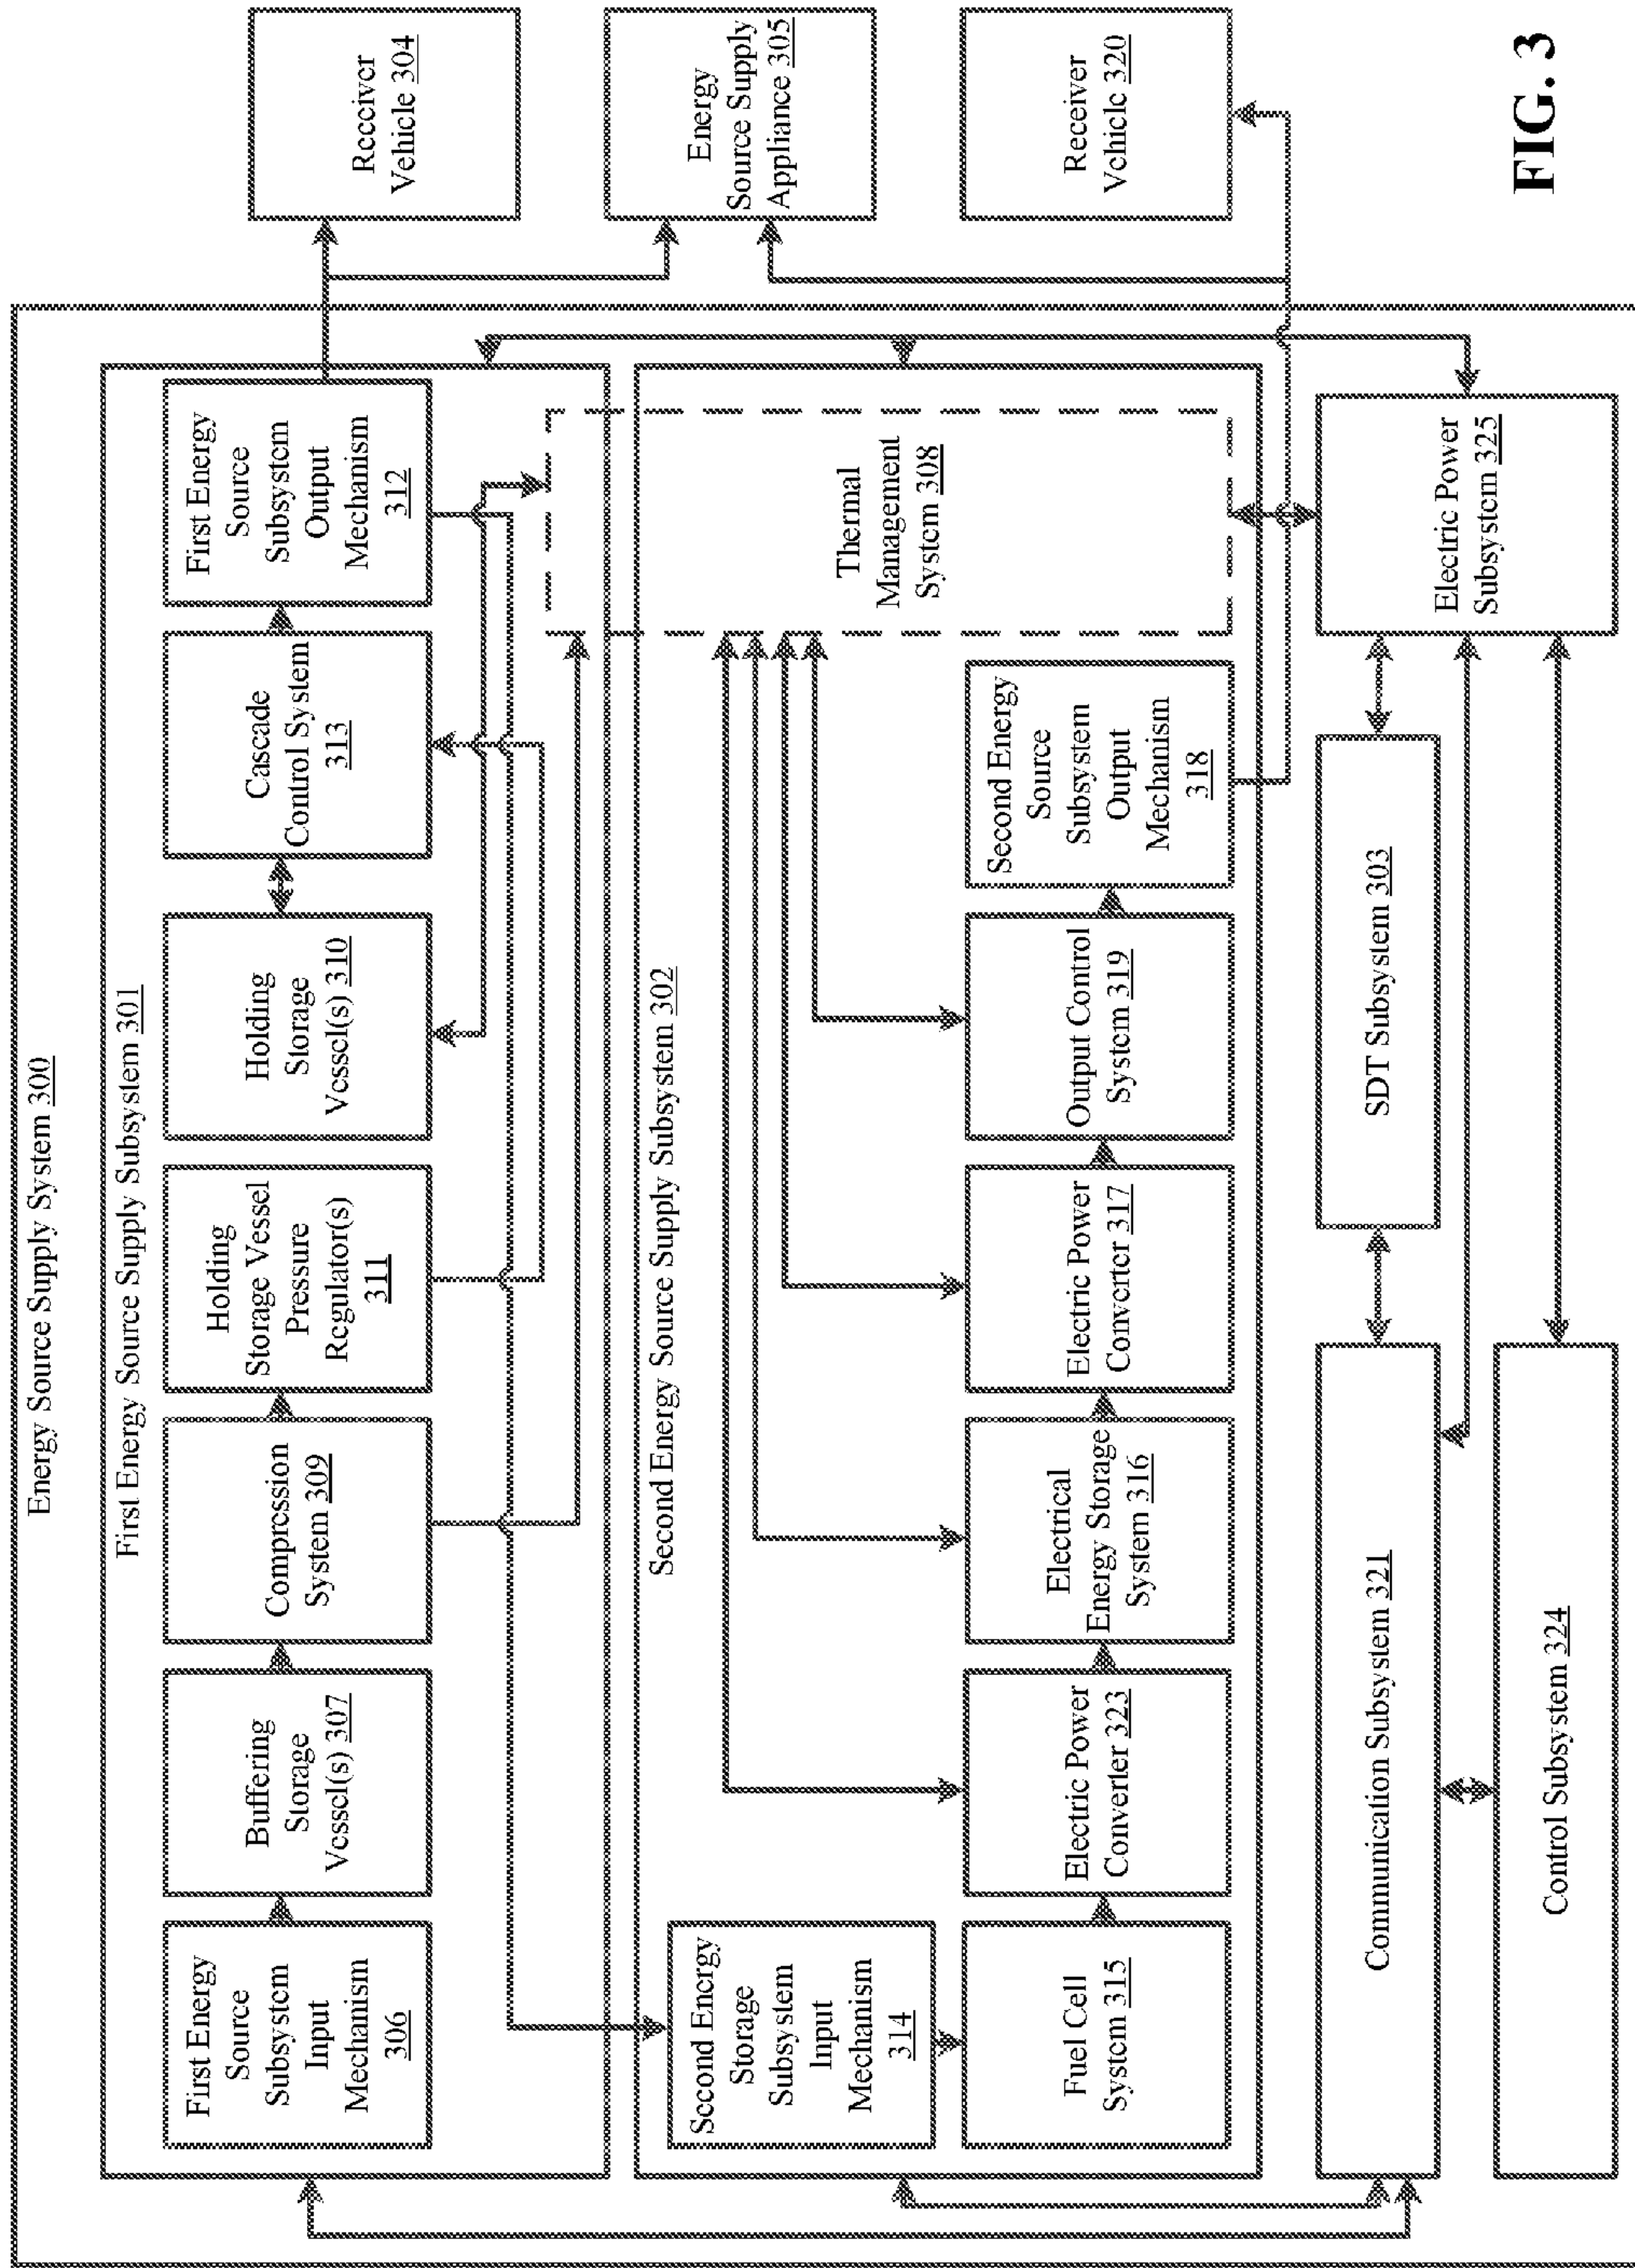 Energy Source Supply System 300
First Energy Source Supply Subsystem 301
First Energy
Source
Subsystem
Input
Mechanism
306
Buffering
Storage
Vessel(s) 307
Compression
System 309
Holding
Storage Vessel
Pressure
Regulator(s)
311
Holding
Storage
Vessel(s) 310
Cascade
Control System
313
First Energy
Source
Subsystem
Output
Mechanism
312
Receiver
Vehicle 304
Energy
Source Supply
Appliance 305
Receiver
Vehicle 320
Second Energy Source Supply Subsystem 302
Second Energy
Storage
Subsystem
Input
Mechanism
314
Fuel Cell
System 315
Electric Power
Converter 323
Electrical
Energy Storage
System 316
Electric Power
Converter 317
Output Control
System 319
Second Energy
Source
Subsystem
Output
Mechanism
318
Thermal
Management
System 308
Communication Subsystem 321
SDT Subsystem 303
Electric Power
Subsystem 325
Control Subsystem 324
FIG. 3